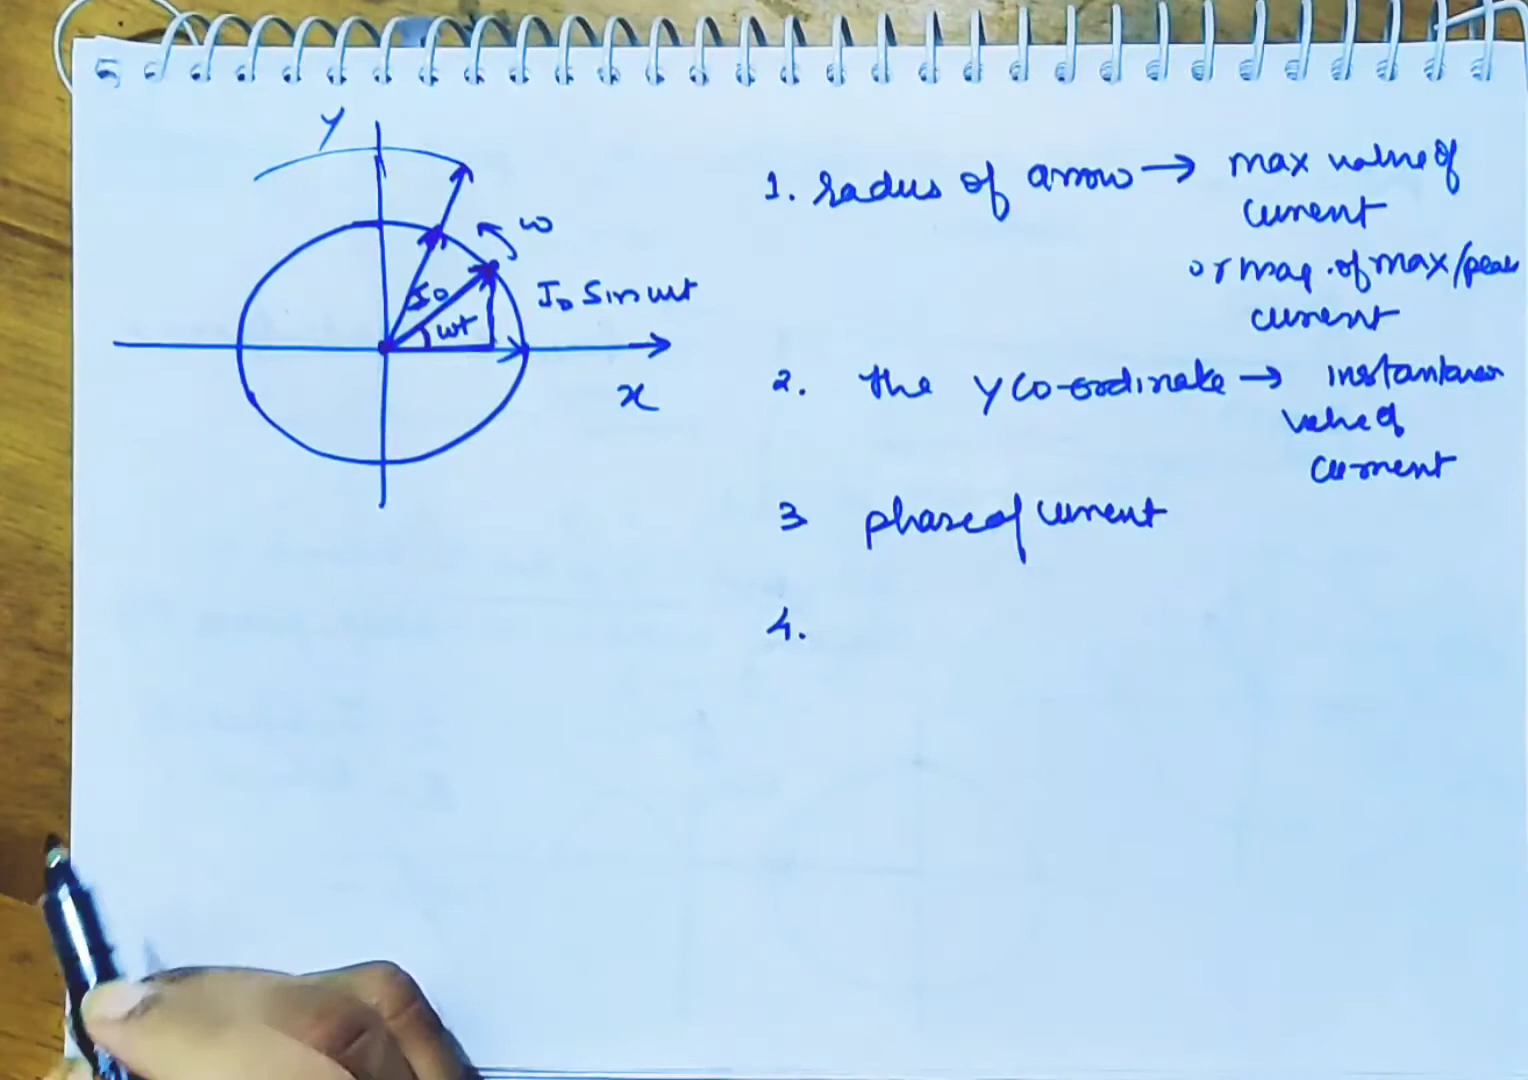 y
ω
I₀
I₀ Sin ωt
ωt
x
1. radius of arrow → max value of
current
or mag. of max/peak
current
2. the y co-ordinate → instantaneous
value of
current
3 phase of current
4.